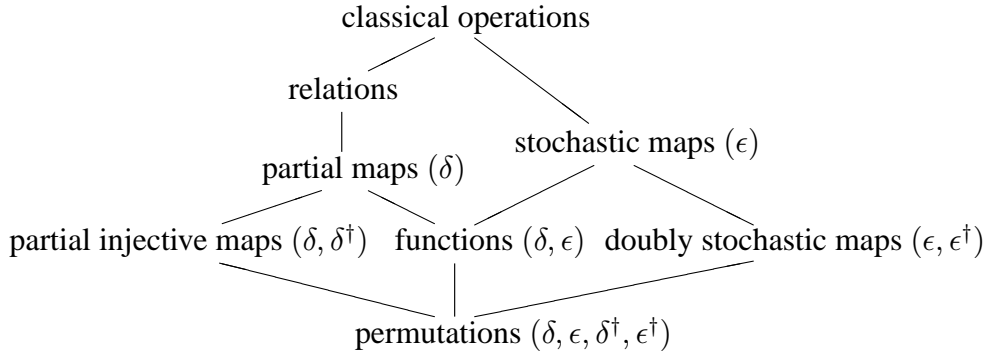 classical operations
relations
stochastic maps (ϵ)
partial maps (δ)
partial injective maps (δ, δ†) functions (δ, ϵ) doubly stochastic maps (ϵ, ϵ†)
permutations (δ, ϵ, δ†, ϵ†)